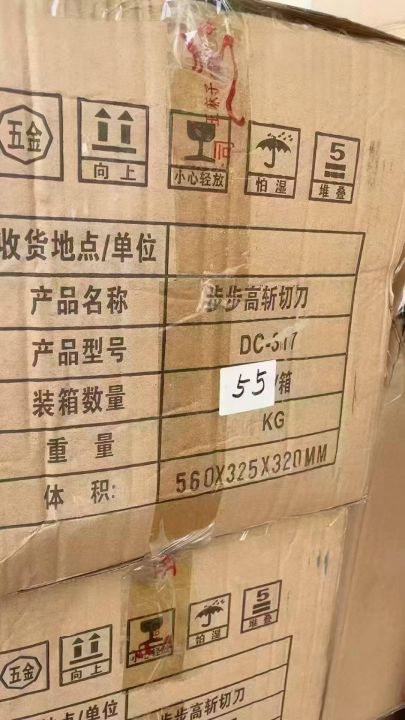 五金 向上 小心轻放 怕湿 5 堆叠
收货地点/单位
产品名称 步步高斩切刀
产品型号 DC-317
装箱数量 55 /箱
重量 KG
体积: 560X325X320MM
五金 向上 小心轻放 怕湿 5 堆叠
地点/单位
步步高斩切刀